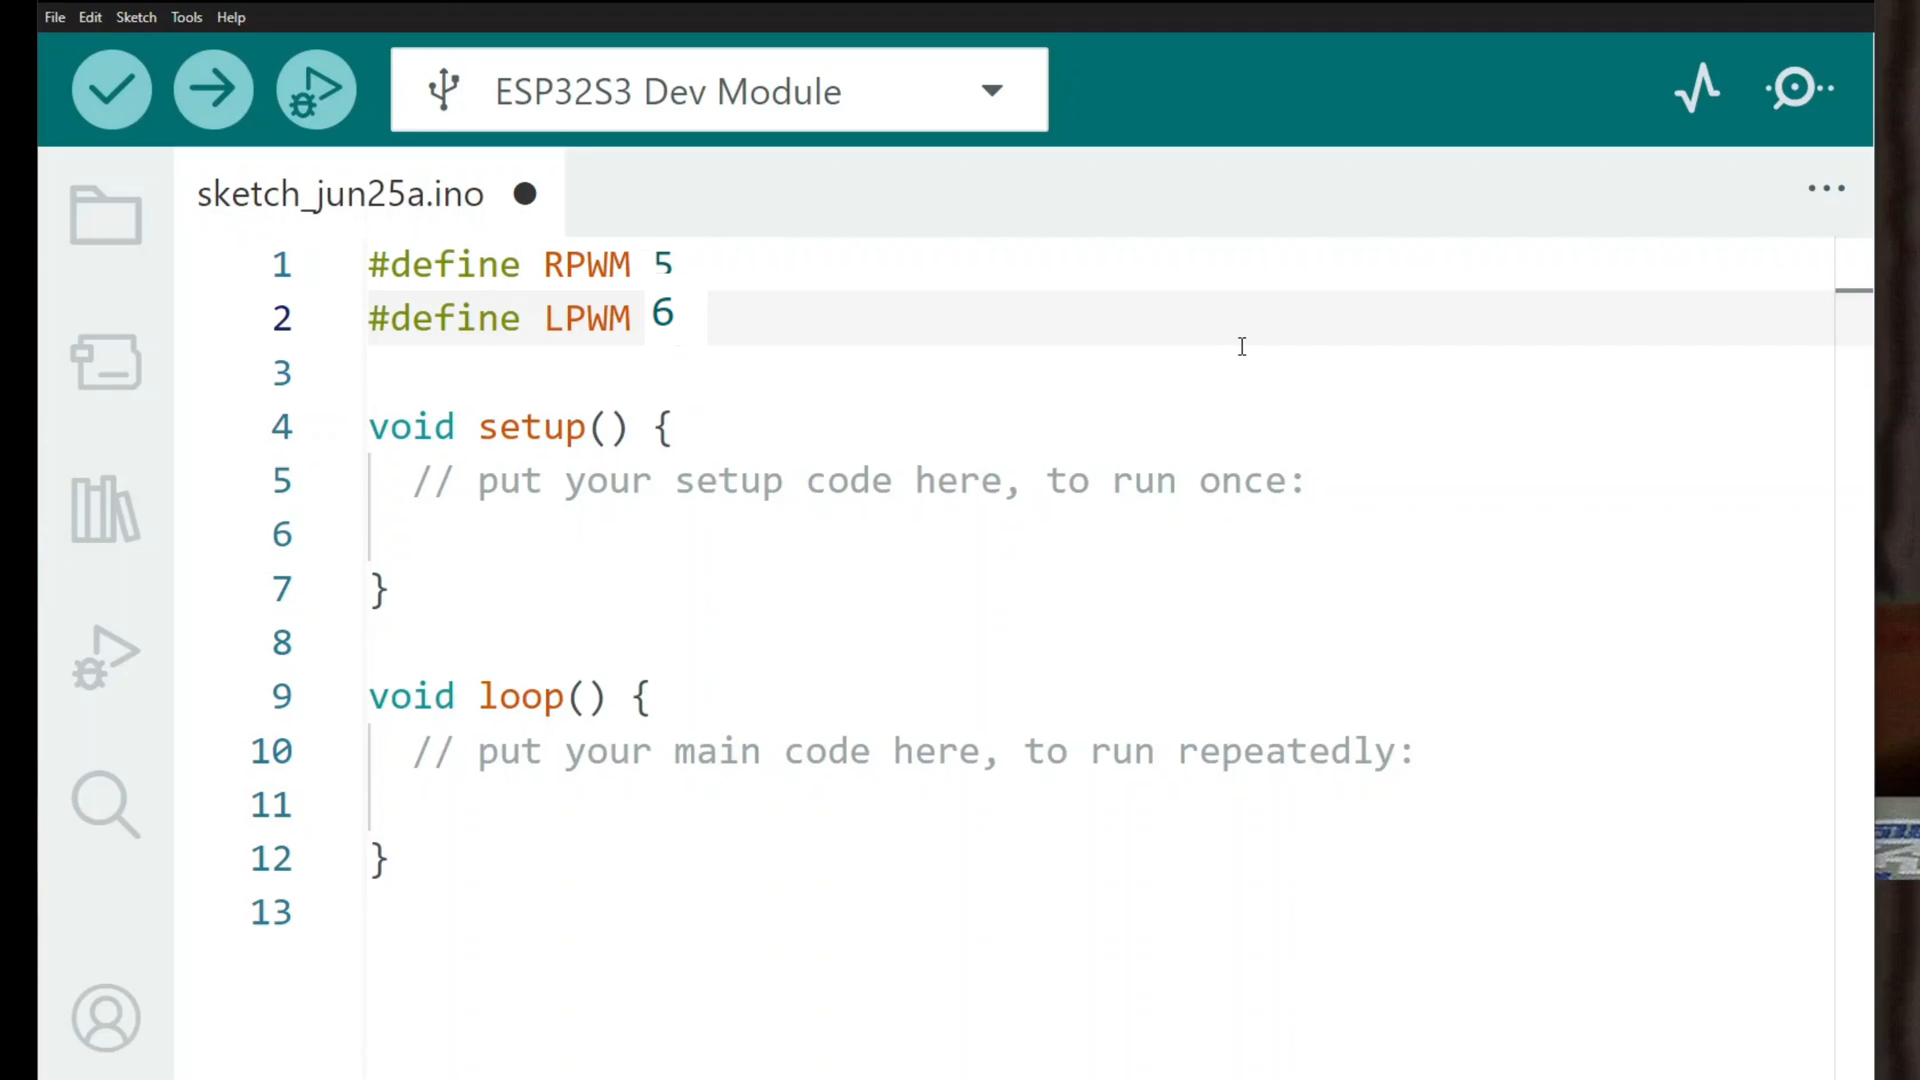 File Edit Sketch Tools Help
ESP32S3 Dev Module
sketch_jun25a.ino
1 #define RPWM 5
2 #define LPWM 6
3
4 void setup() {
5 // put your setup code here, to run once:
6
7 }
8
9 void loop() {
10 // put your main code here, to run repeatedly:
11
12 }
13